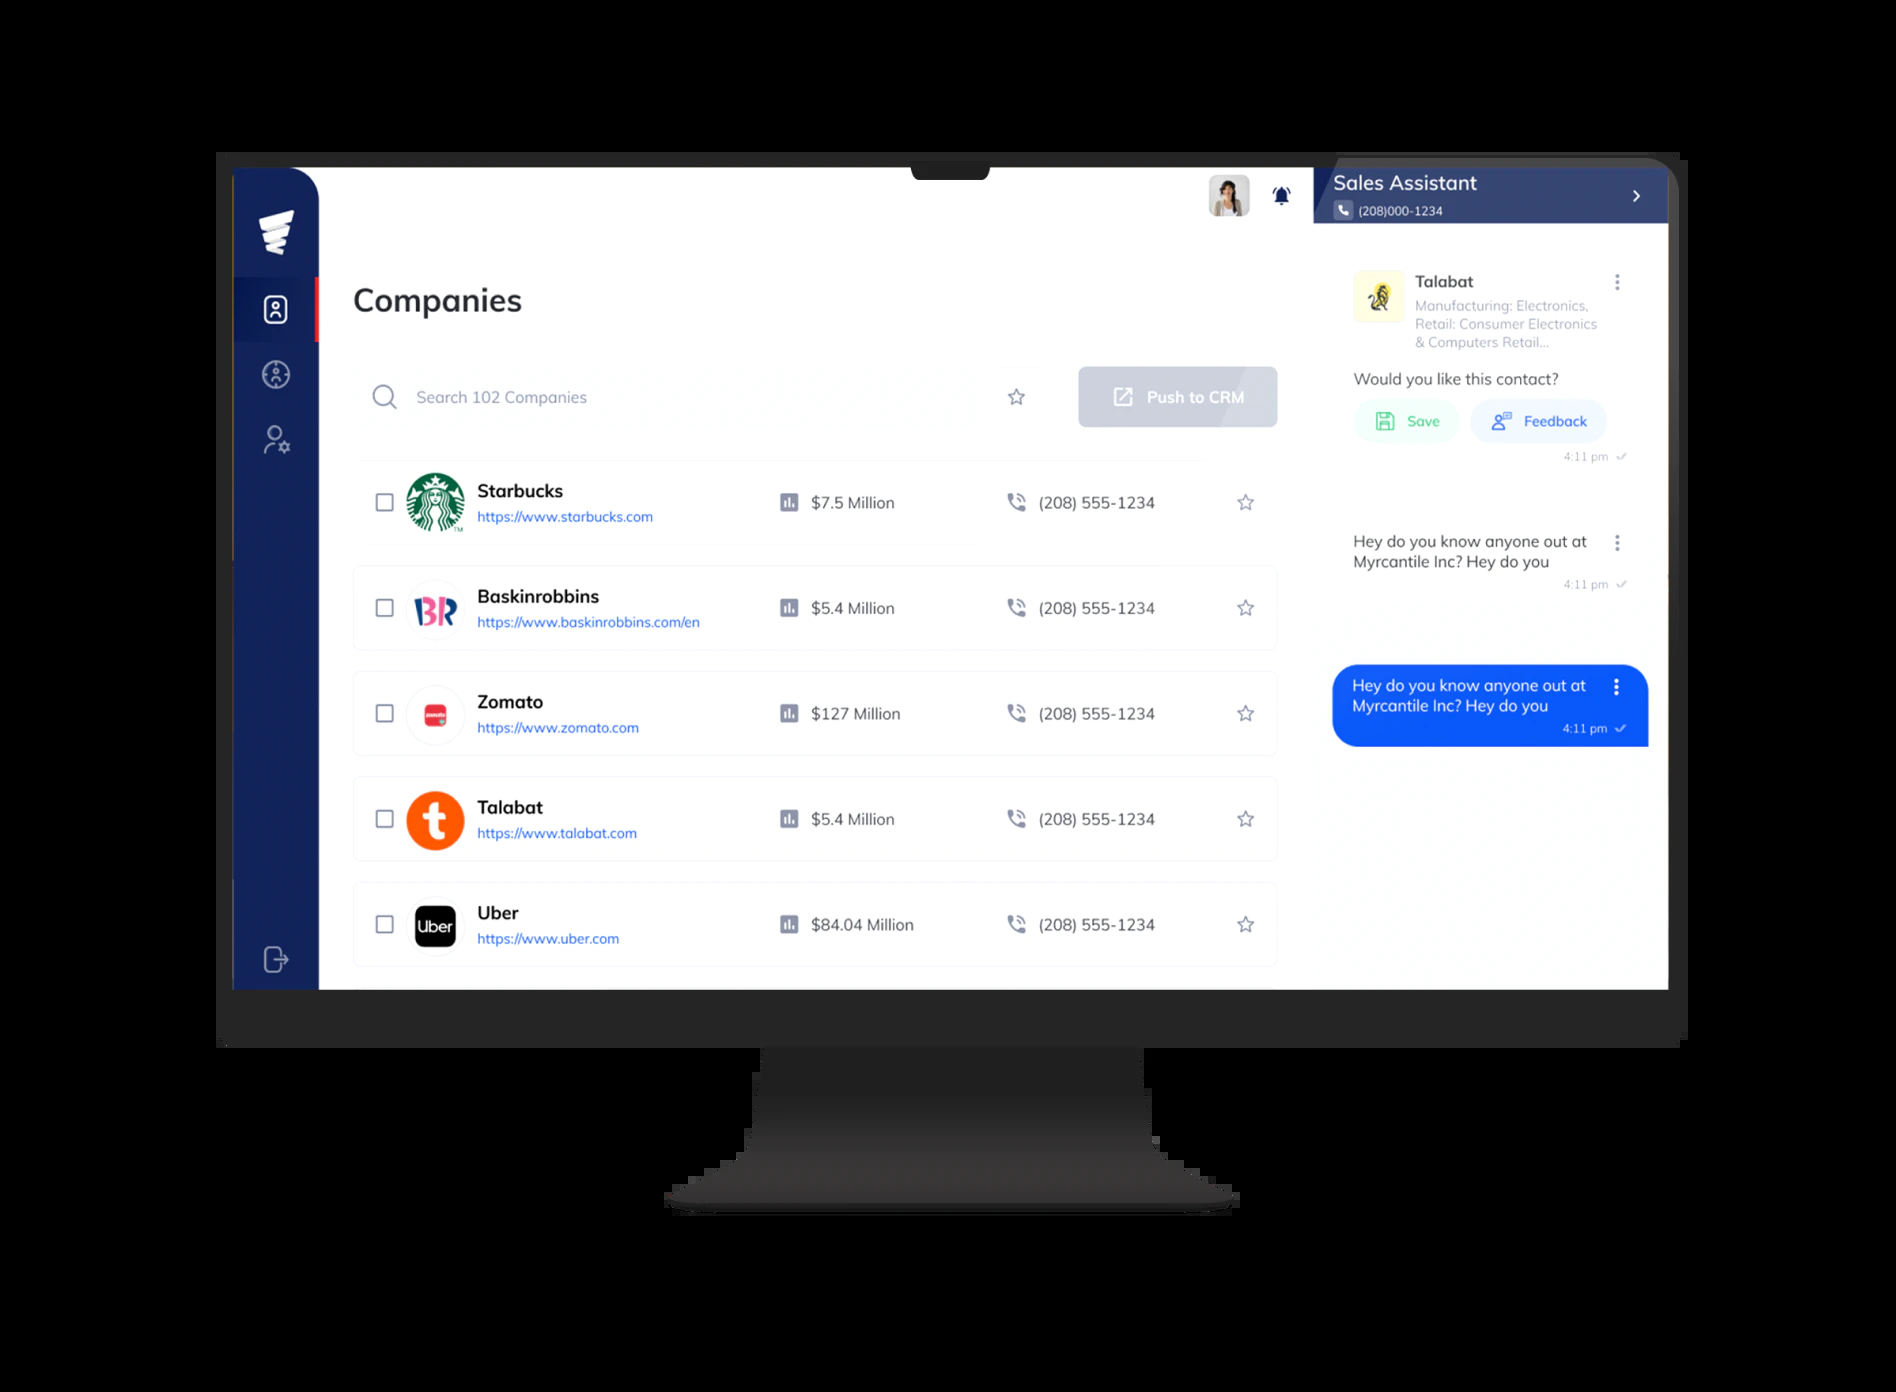 Sales Assistant
(208)000-1234
Companies
Search 102 Companies
Push to CRM
Starbucks
https://www.starbucks.com
$7.5 Million
(208) 555-1234
TM
BR
Baskinrobbins
https://www.baskinrobbins.com/en
$5.4 Million
(208) 555-1234
zomato
Zomato
https://www.zomato.com
$127 Million
(208) 555-1234
t
Talabat
https://www.talabat.com
$5.4 Million
(208) 555-1234
Uber
Uber
https://www.uber.com
$84.04 Million
(208) 555-1234
Talabat
Manufacturing: Electronics,
Retail: Consumer Electronics
& Computers Retail...
Would you like this contact?
Save
Feedback
4:11 pm
Hey do you know anyone out at
Myrcantile Inc? Hey do you
4:11 pm
Hey do you know anyone out at
Myrcantile Inc? Hey do you
4:11 pm